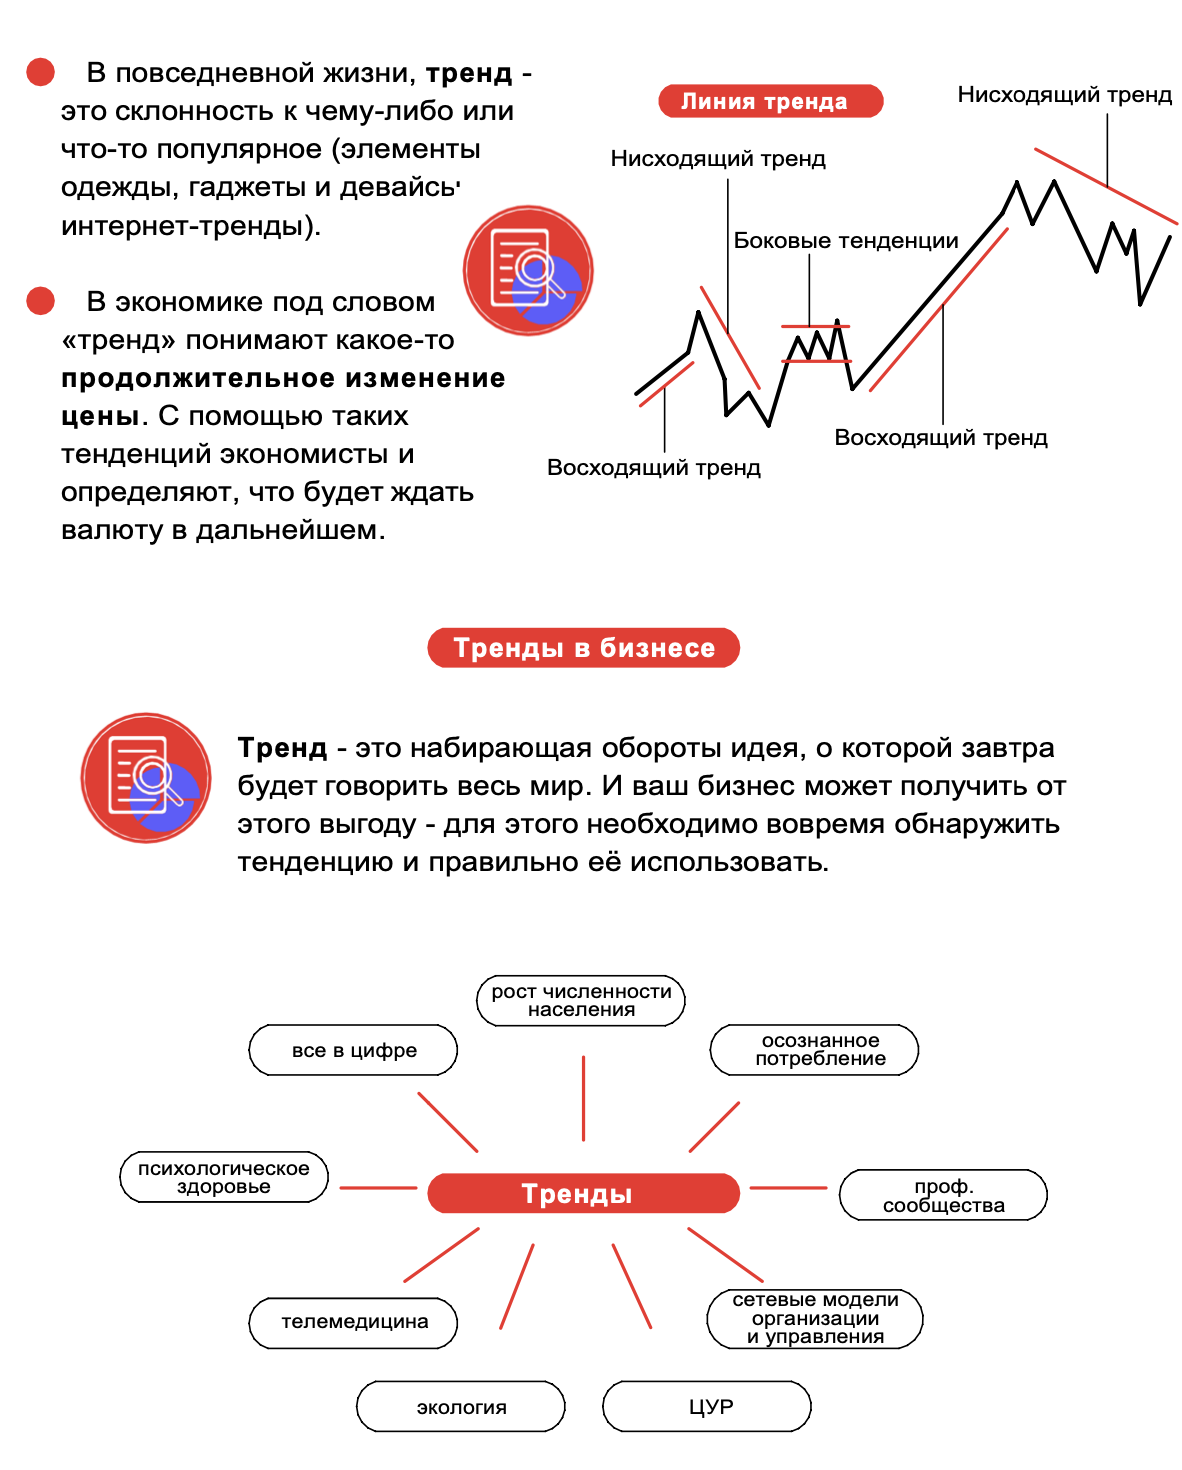 В повседневной жизни, тренд -
это склонность к чему-либо или
что-то популярное (элементы
одежды, гаджеты и девайсы
интернет-тренды).
В экономике под словом
«тренд» понимают какое-то
продолжительное изменение
цены. С помощью таких
тенденций экономисты и
определяют, что будет ждать
валюту в дальнейшем.
Линия тренда
Нисходящий тренд
Нисходящий тренд
Боковые тенденции
Восходящий тренд
Восходящий тренд
Тренды в бизнесе
Тренд - это набирающая обороты идея, о которой завтра
будет говорить весь мир. И ваш бизнес может получить от
этого выгоду - для этого необходимо вовремя обнаружить
тенденцию и правильно её использовать.
рост численности
населения
все в цифре
осознанное
потребление
психологическое
здоровье
Тренды
проф.
сообщества
телемедицина
сетевые модели
организации
и управления
экология
ЦУР